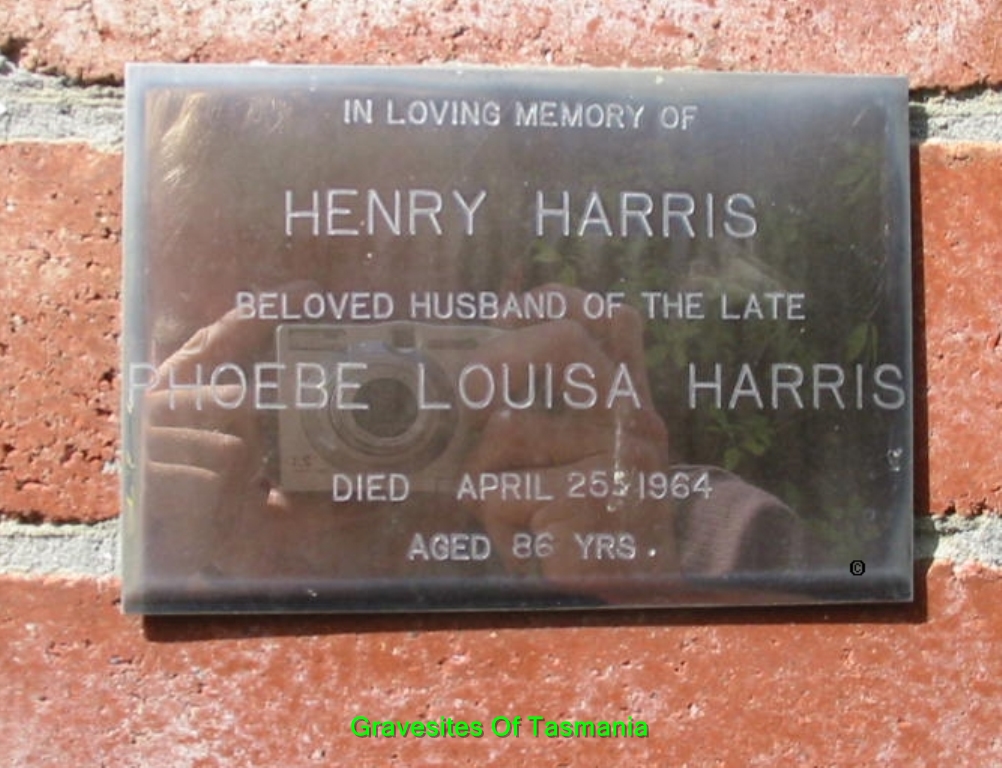 IN LOVING MEMORY OF
HENRY HARRIS
BELOVED HUSBAND OF THE LATE
PHOEBE LOUISA HARRIS
DIED APRIL 25, 1964
AGED 86 YRS.
©
Gravesites Of Tasmania